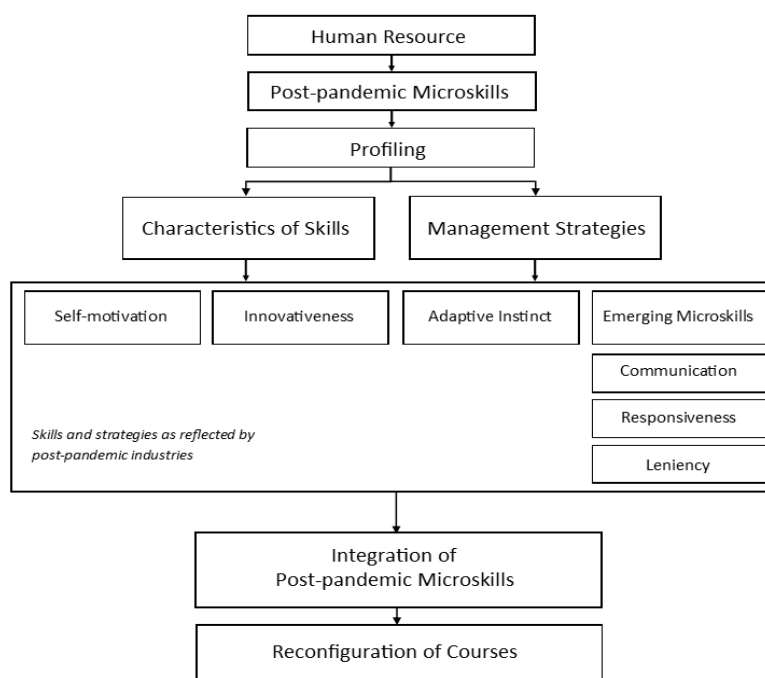 Human Resource
Post-pandemic Microskills
Profiling
Characteristics of Skills
Management Strategies
Self-motivation
Innovativeness
Adaptive Instinct
Emerging Microskills
Communication
Responsiveness
Leniency
Skills and strategies as reflected by
post-pandemic industries
Integration of
Post-pandemic Microskills
Reconfiguration of Courses